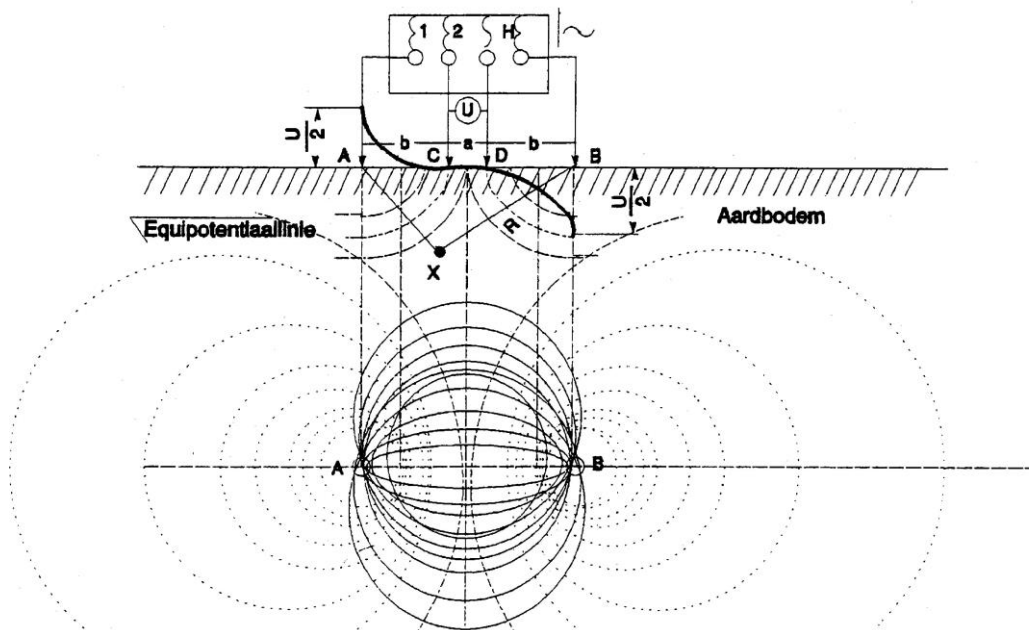 1 2 H ~
U
U/2
b a b
A C D B
U/2
R
Equipotentiaallinie
Aardbodem
X
A B